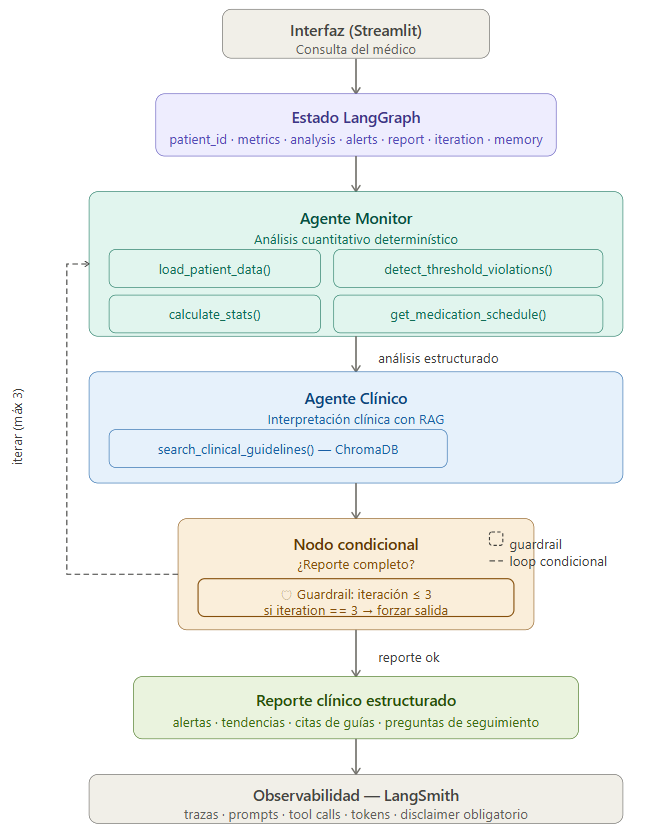 Interfaz (Streamlit)
Consulta del médico
Estado LangGraph
patient_id · metrics · analysis · alerts · report · iteration · memory
Agente Monitor
Análisis cuantitativo determinístico
load_patient_data()
detect_threshold_violations()
calculate_stats()
get_medication_schedule()
análisis estructurado
Agente Clínico
Interpretación clínica con RAG
search_clinical_guidelines() — ChromaDB
iterar (máx 3)
Nodo condicional
¿Reporte completo?
guardrail
loop condicional
Guardrail: iteración ≤ 3
si iteration == 3 → forzar salida
reporte ok
Reporte clínico estructurado
alertas · tendencias · citas de guías · preguntas de seguimiento
Observabilidad — LangSmith
trazas · prompts · tool calls · tokens · disclaimer obligatorio